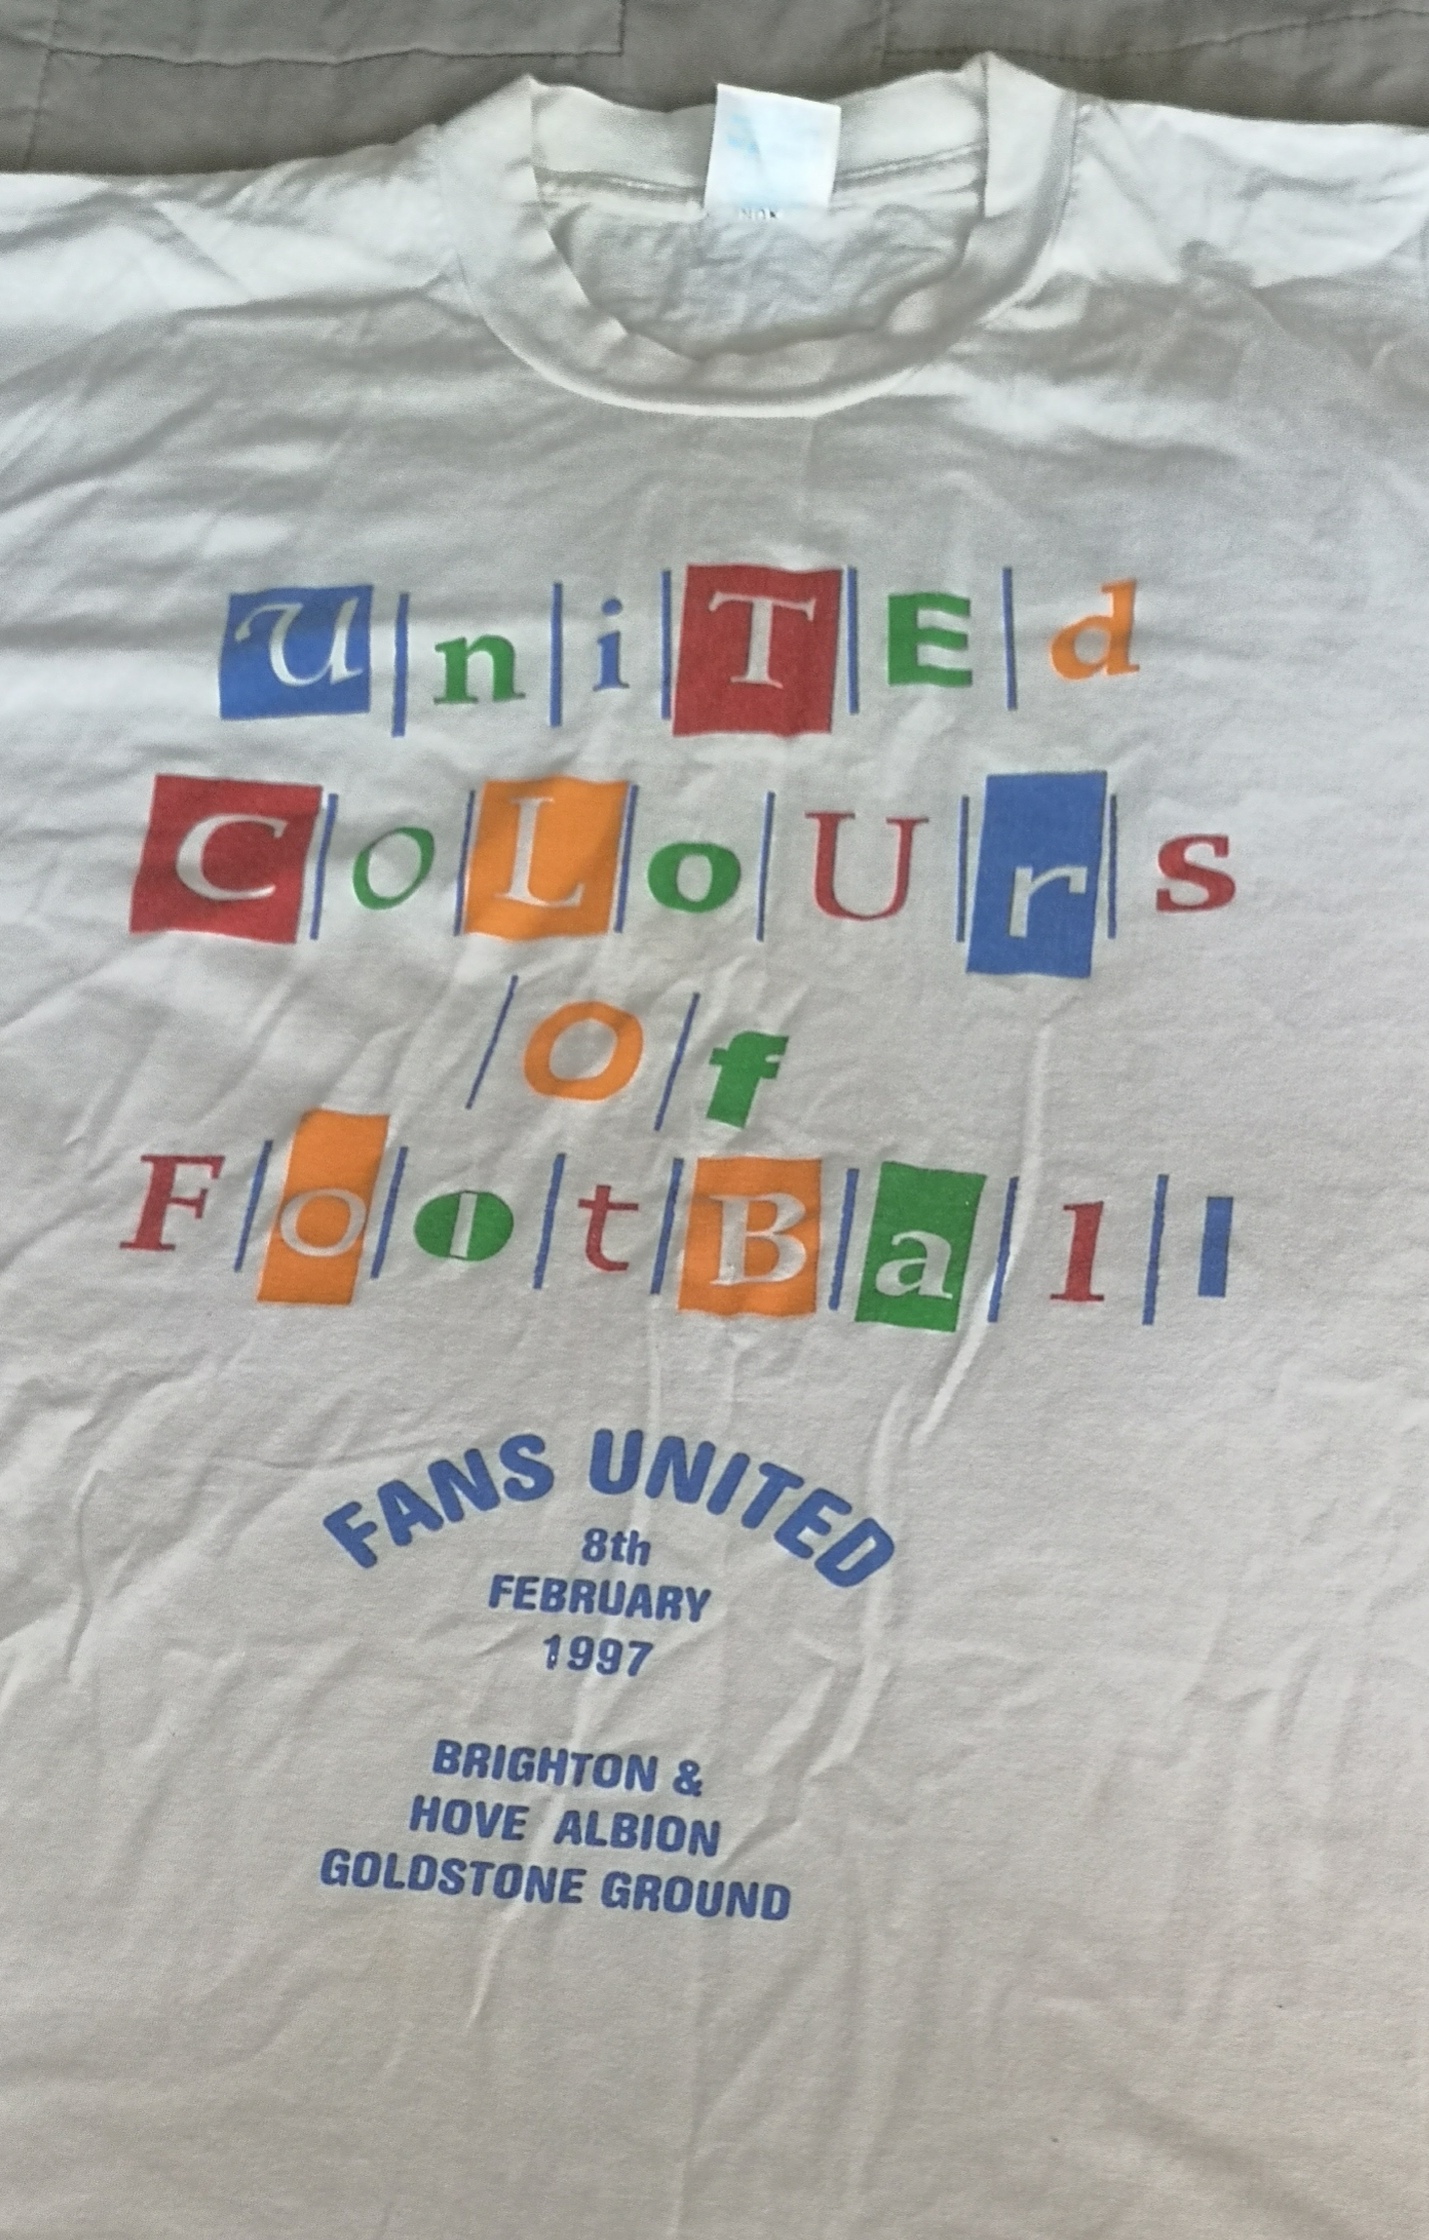 UniTEd
CoLoUrs
Of
FootBall
FANS UNITED
8th
FEBRUARY
1997
BRIGHTON &
HOVE ALBION
GOLDSTONE GROUND